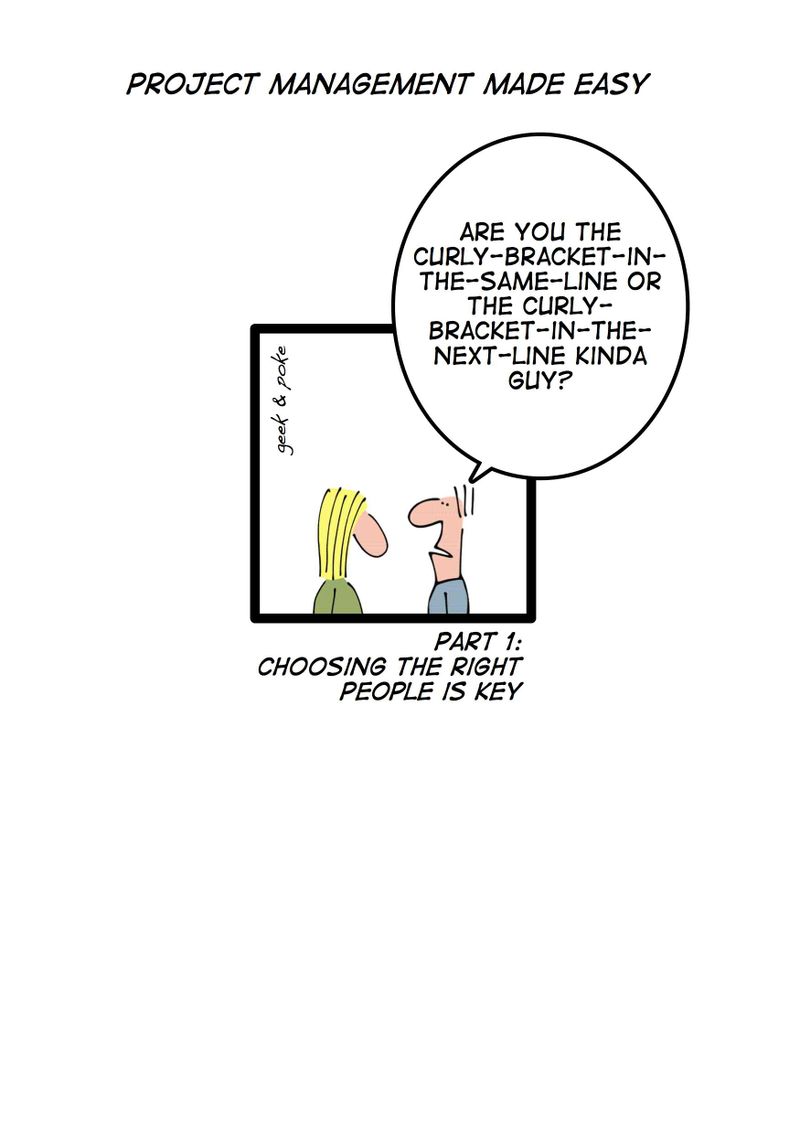 PROJECT MANAGEMENT MADE EASY
ARE YOU THE
CURLY-BRACKET-IN-
THE-SAME-LINE OR
THE CURLY-
BRACKET-IN-THE-
NEXT-LINE KINDA
GUY?
geek & poke
PART 1:
CHOOSING THE RIGHT
PEOPLE IS KEY